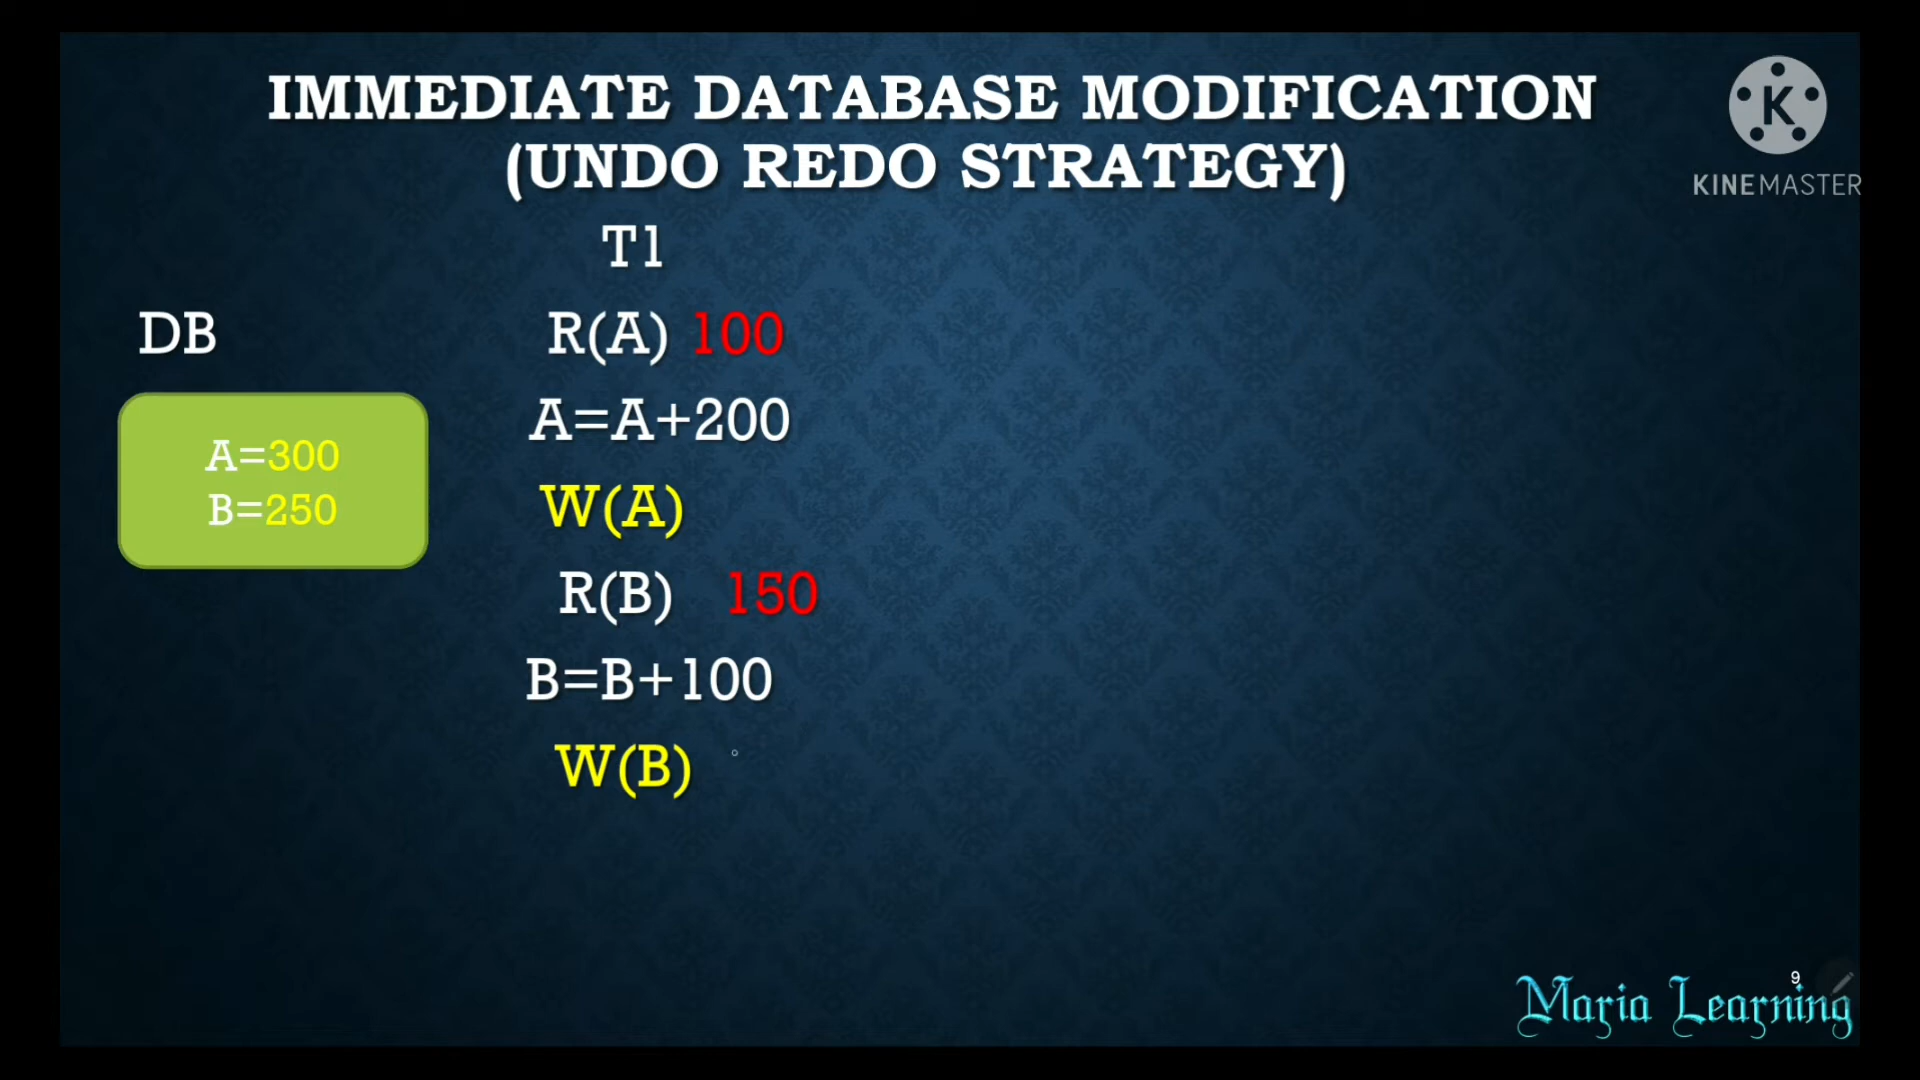 IMMEDIATE DATABASE MODIFICATION
(UNDO REDO STRATEGY)
K
KINEMASTER
T1
DB
R(A) 100
A=A+200
A=300
B=250
W(A)
R(B) 150
B=B+100
W(B)
9
Maria Learning